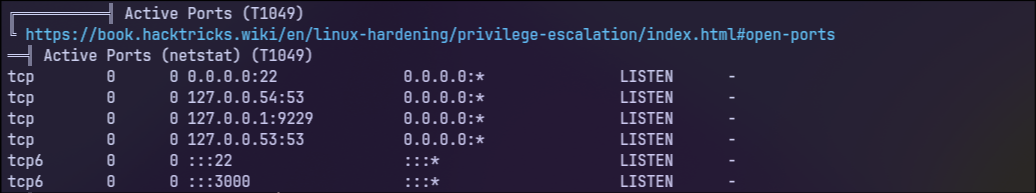 ╔══════════╣ Active Ports (T1049)
╚ https://book.hacktricks.wiki/en/linux-hardening/privilege-escalation/index.html#open-ports
══╣ Active Ports (netstat) (T1049)
tcp        0      0 0.0.0.0:22              0.0.0.0:*               LISTEN      -
tcp        0      0 127.0.0.54:53           0.0.0.0:*               LISTEN      -
tcp        0      0 127.0.0.1:9229          0.0.0.0:*               LISTEN      -
tcp        0      0 127.0.0.53:53           0.0.0.0:*               LISTEN      -
tcp6       0      0 :::22                   :::*                    LISTEN      -
tcp6       0      0 :::3000                 :::*                    LISTEN      -